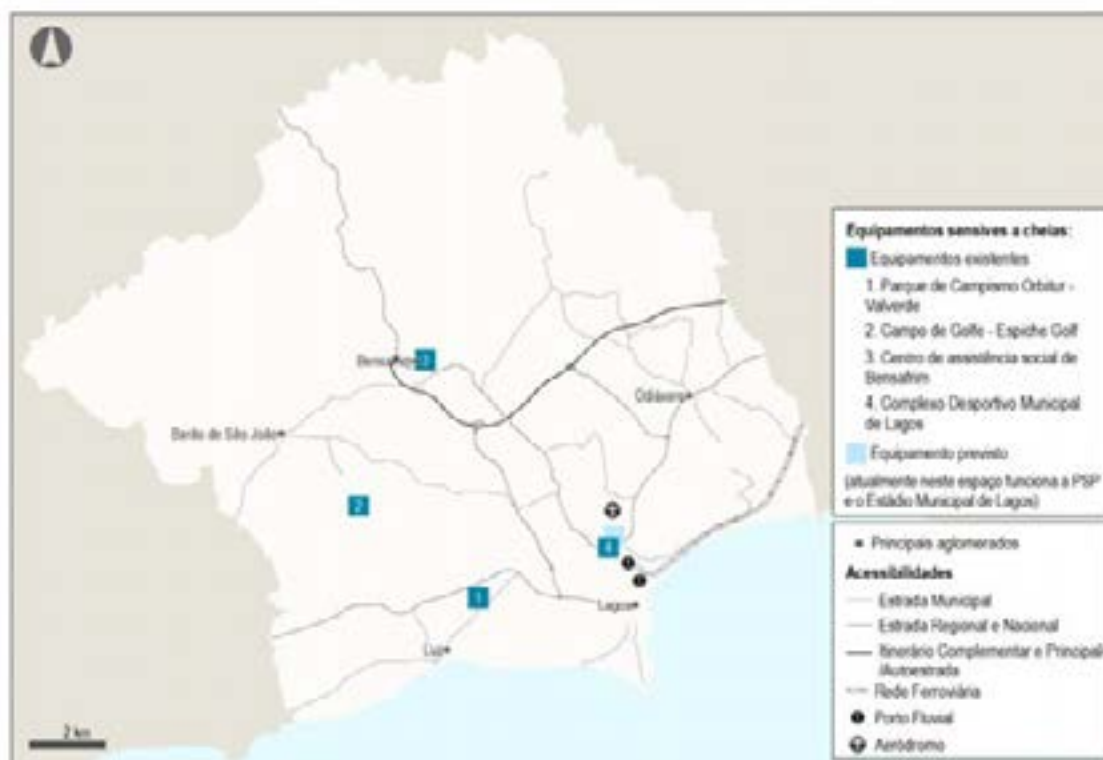 Bensafrim
3
Odiáxere
Barão de São João
2
4
1
Lagos
Luz
2 km
Equipamentos sensíves a cheias:
Equipamentos existentes
1. Parque de Campismo Orbitur -
Valverde
2. Campo de Golfe - Espiche Golf
3. Centro de assistência social de
Bensafrim
4. Complexo Desportivo Municipal
de Lagos
Equipamento previsto
(atualmente neste espaço funciona a PSP
e o Estádio Municipal de Lagos)
Principais aglomerados
Acessibilidades
Estrada Municipal
Estrada Regional e Nacional
Itinerário Complementar e Principal
/Autoestrada
Rede Ferroviária
Porto Fluvial
Aeródromo